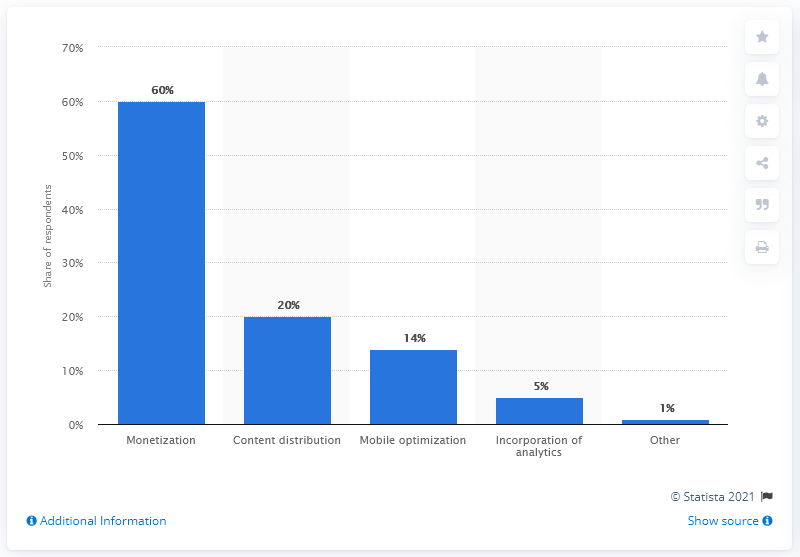 70%
60%
50%
40%
30%
20%
10%
0%
Share of respondents
60%
20%
14%
5%
1%
Monetization
Content distribution
Mobile optimization
Incorporation of
analytics
Other
© Statista 2021
Additional Information
Show source